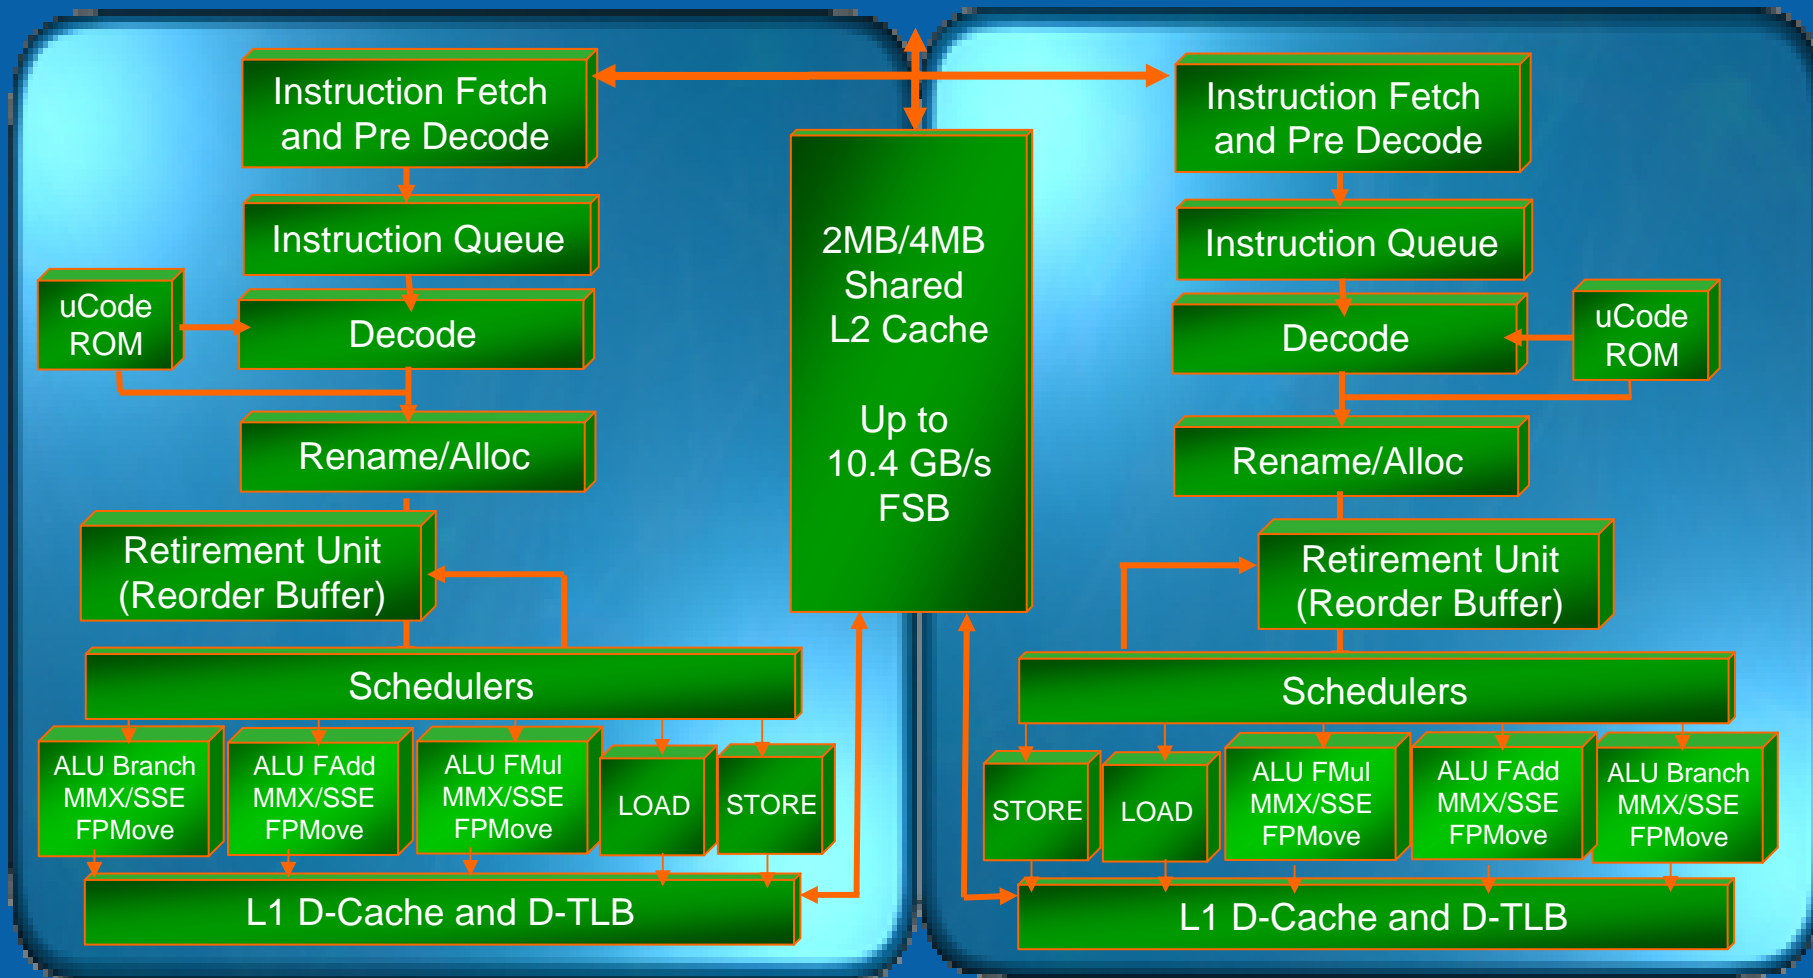 Instruction Fetch
and Pre Decode
Instruction Queue
uCode
ROM
Decode
Rename/Alloc
Retirement Unit
(Reorder Buffer)
Schedulers
ALU Branch
MMX/SSE
FPMove
ALU FAdd
MMX/SSE
FPMove
ALU FMul
MMX/SSE
FPMove
LOAD
STORE
L1 D-Cache and D-TLB
2MB/4MB
Shared
L2 Cache
Up to
10.4 GB/s
FSB
Instruction Fetch
and Pre Decode
Instruction Queue
Decode
uCode
ROM
Rename/Alloc
Retirement Unit
(Reorder Buffer)
Schedulers
STORE
LOAD
ALU FMul
MMX/SSE
FPMove
ALU FAdd
MMX/SSE
FPMove
ALU Branch
MMX/SSE
FPMove
L1 D-Cache and D-TLB